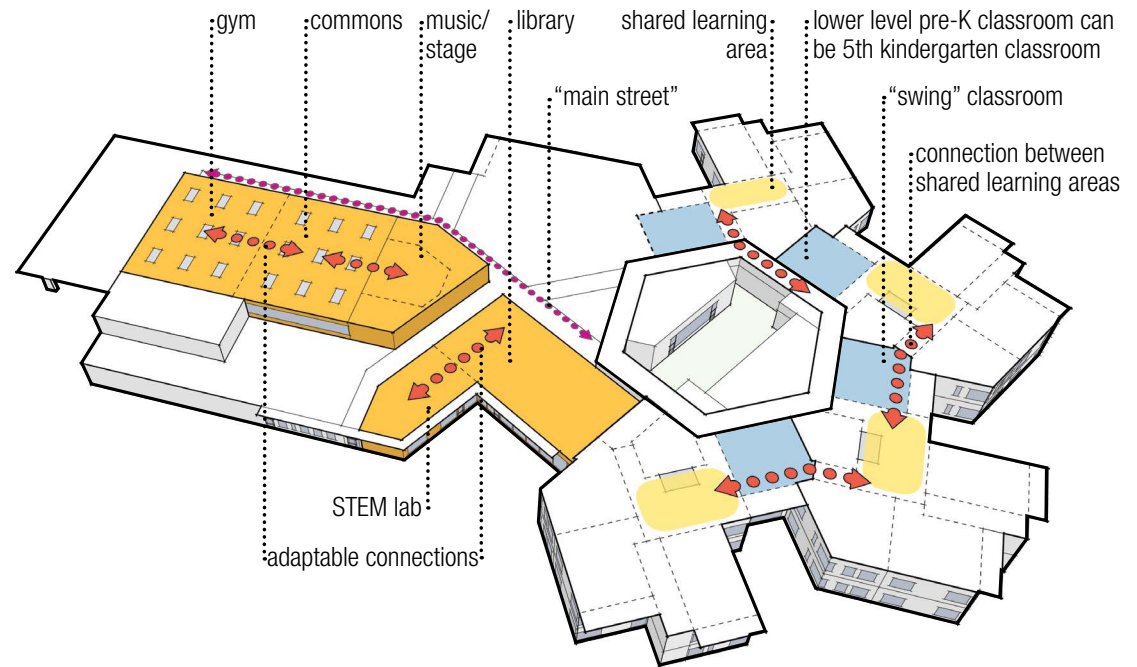 gym
commons
music/
stage
library
shared learning
area
lower level pre-K classroom can
be 5th kindergarten classroom
“main street”
“swing” classroom
connection between
shared learning areas
STEM lab
adaptable connections